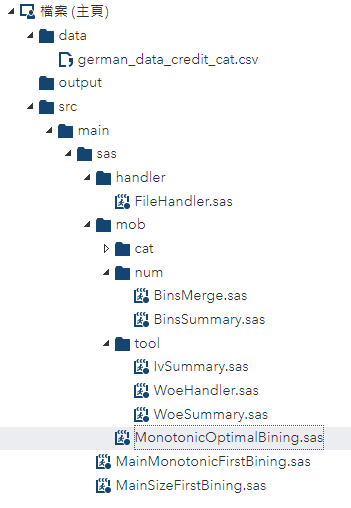 檔案 (主頁)
data
german_data_credit_cat.csv
output
src
main
sas
handler
FileHandler.sas
mob
cat
num
BinsMerge.sas
BinsSummary.sas
tool
IvSummary.sas
WoeHandler.sas
WoeSummary.sas
MonotonicOptimalBining.sas
MainMonotonicFirstBining.sas
MainSizeFirstBining.sas